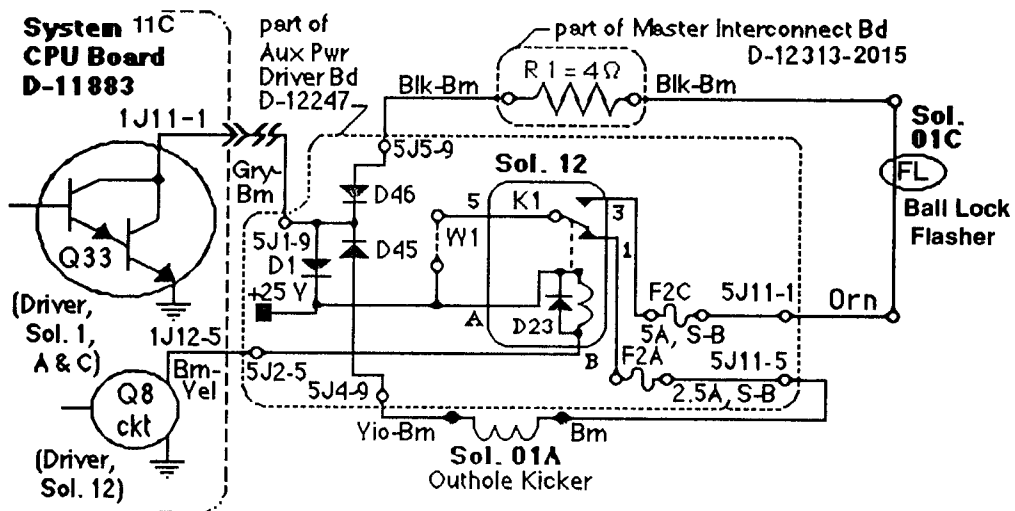 System 11C
CPU Board
D-11883
part of
Aux Pwr
Driver Bd
D-12247
part of Master Interconnect Bd
D-12313-2015
R1 = 4Ω
Blk-Brn
Blk-Brn
1J11-1
5J5-9
Sol. 12
Sol.
01C
FL
Ball Lock
Flasher
Gry-
Brn
D46
5
K1
3
W1
1
5J1-9
D45
Q33
D1
+25 V
(Driver,
Sol. 1,
A & C)
A
D23
B
F2C
5J11-1
Orn
5A, S-B
1J12-5
Brn-
Yel
5J2-5
F2A
5J11-5
2.5A, S-B
5J4-9
Q8
ckt
Ylo-Brn
Brn
Sol. 01A
Outhole Kicker
(Driver,
Sol. 12)